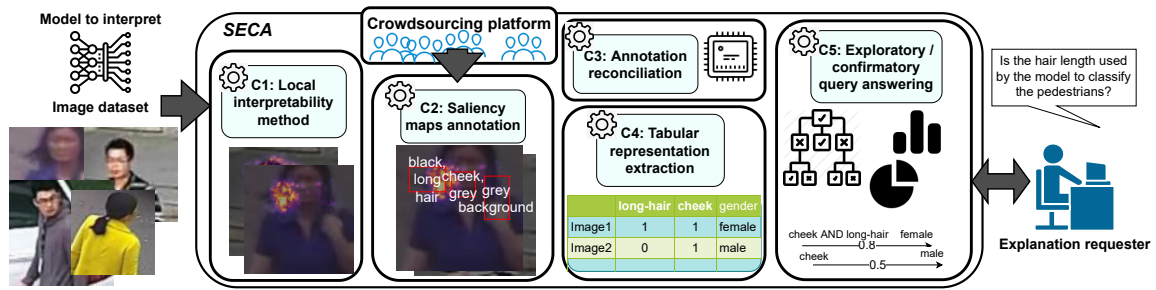 Model to interpret
Image dataset
SECA
C1: Local
interpretability
method
Crowdsourcing platform
C2: Saliency
maps annotation
black,
long
hair
cheek,
grey
grey
background
C3: Annotation
reconciliation
C4: Tabular
representation
extraction
long-hair cheek gender
Image1 1 1 female
Image2 0 1 male
C5: Exploratory /
confirmatory
query answering
cheek AND long-hair female
0.8
cheek male
0.5
Is the hair length used
by the model to classify
the pedestrians?
Explanation requester